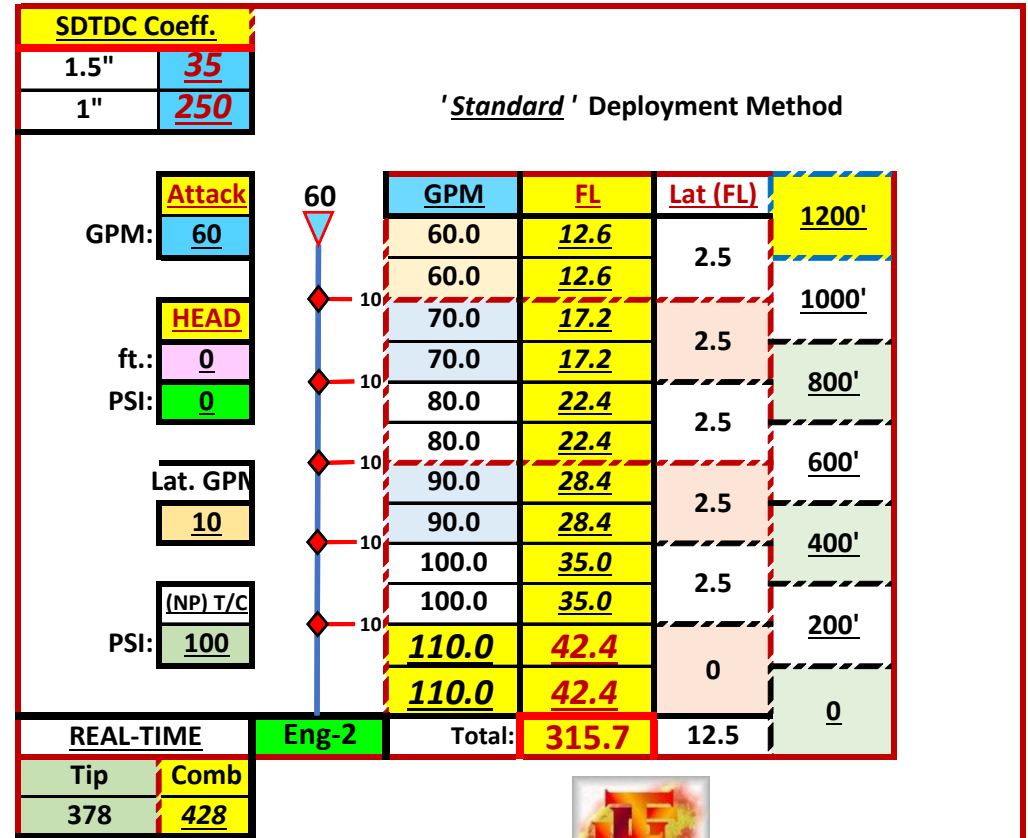 SDTDC Coeff.
1.5" 35
1" 250
'Standard' Deployment Method
Attack
GPM: 60
HEAD
ft.: 0
PSI: 0
Lat. GPM
10
(NP) T/C
PSI: 100
60
10
10
10
10
10
GPM FL Lat (FL)
60.0 12.6
60.0 12.6
2.5
70.0 17.2
70.0 17.2
2.5
80.0 22.4
80.0 22.4
2.5
90.0 28.4
90.0 28.4
2.5
100.0 35.0
100.0 35.0
2.5
110.0 42.4
110.0 42.4
0
1200'
1000'
800'
600'
400'
200'
0
REAL-TIME Eng-2 Total: 315.7 12.5
Tip Comb
378 428